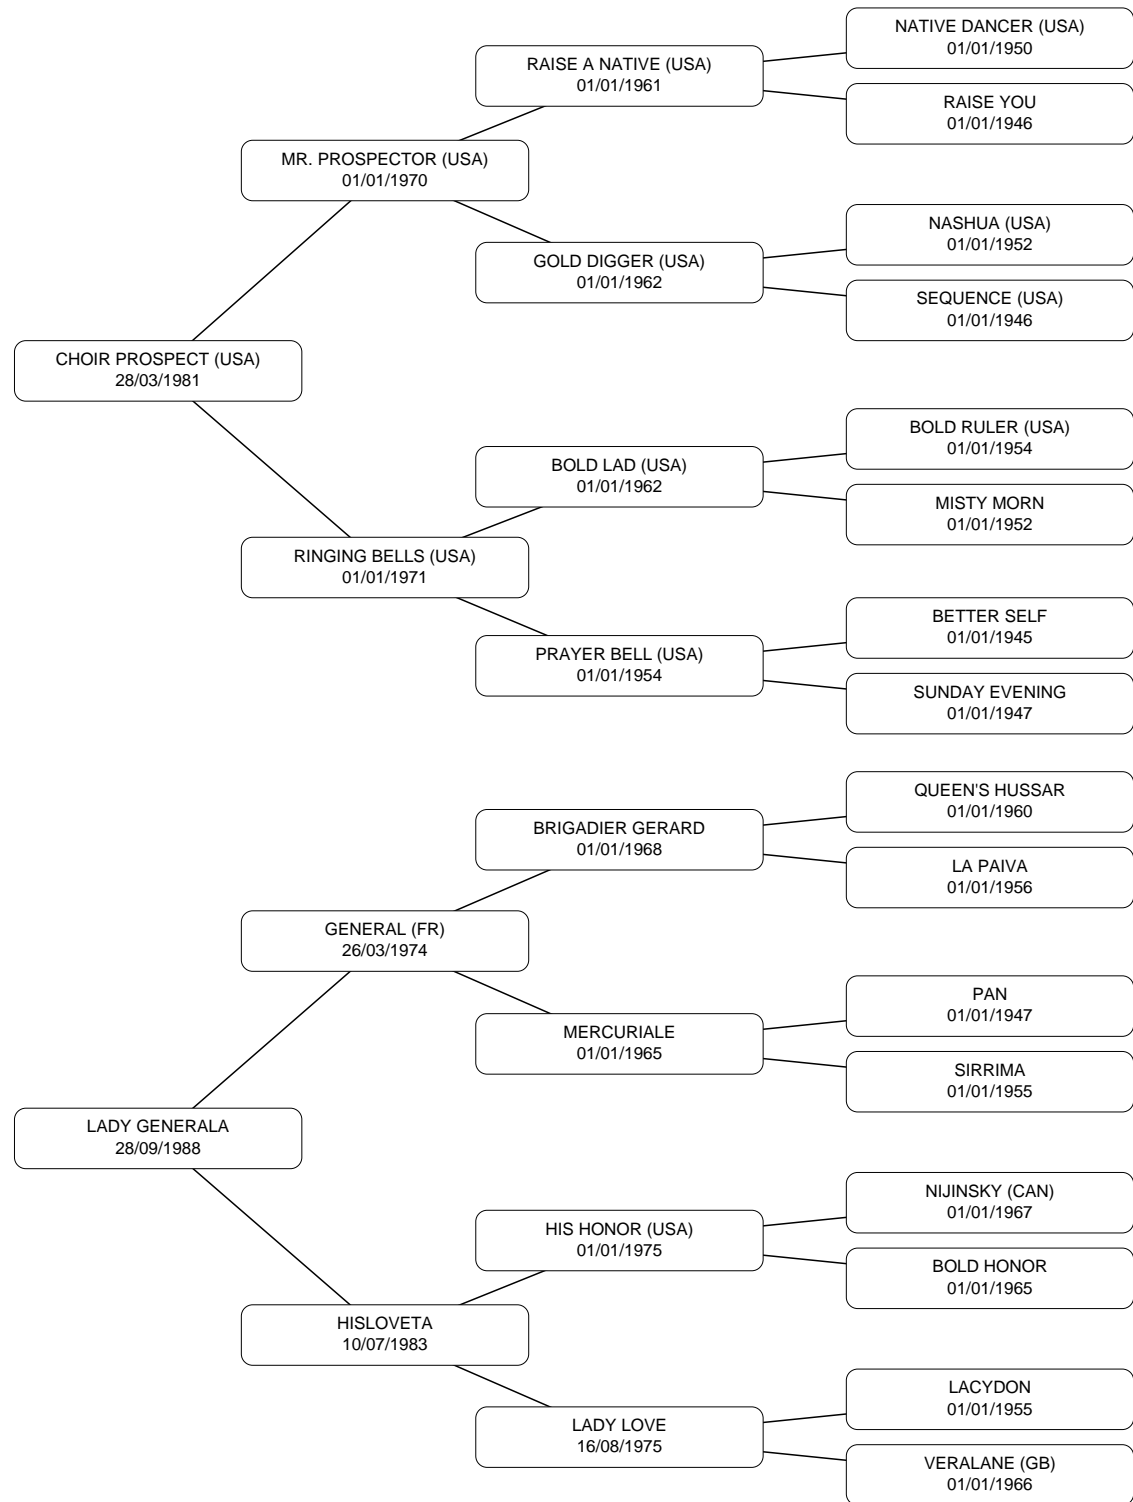 NATIVE DANCER (USA)
01/01/1950
RAISE A NATIVE (USA)
01/01/1961
RAISE YOU
01/01/1946
MR. PROSPECTOR (USA)
01/01/1970
NASHUA (USA)
01/01/1952
GOLD DIGGER (USA)
01/01/1962
SEQUENCE (USA)
01/01/1946
CHOIR PROSPECT (USA)
28/03/1981
BOLD RULER (USA)
01/01/1954
BOLD LAD (USA)
01/01/1962
MISTY MORN
01/01/1952
RINGING BELLS (USA)
01/01/1971
BETTER SELF
01/01/1945
PRAYER BELL (USA)
01/01/1954
SUNDAY EVENING
01/01/1947
QUEEN'S HUSSAR
01/01/1960
BRIGADIER GERARD
01/01/1968
LA PAIVA
01/01/1956
GENERAL (FR)
26/03/1974
PAN
01/01/1947
MERCURIALE
01/01/1965
SIRRIMA
01/01/1955
LADY GENERALA
28/09/1988
NIJINSKY (CAN)
01/01/1967
HIS HONOR (USA)
01/01/1975
BOLD HONOR
01/01/1965
HISLOVETA
10/07/1983
LACYDON
01/01/1955
LADY LOVE
16/08/1975
VERALANE (GB)
01/01/1966